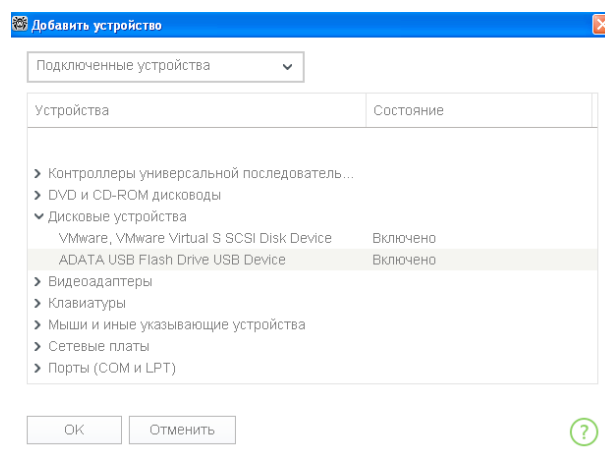 Добавить устройство
Подключенные устройства
Устройства Состояние
Контроллеры универсальной последователь...
DVD и CD-ROM дисководы
Дисковые устройства
VMware, VMware Virtual S SCSI Disk Device Включено
ADATA USB Flash Drive USB Device Включено
Видеоадаптеры
Клавиатуры
Мыши и иные указывающие устройства
Сетевые платы
Порты (COM и LPT)
OK Отменить ?